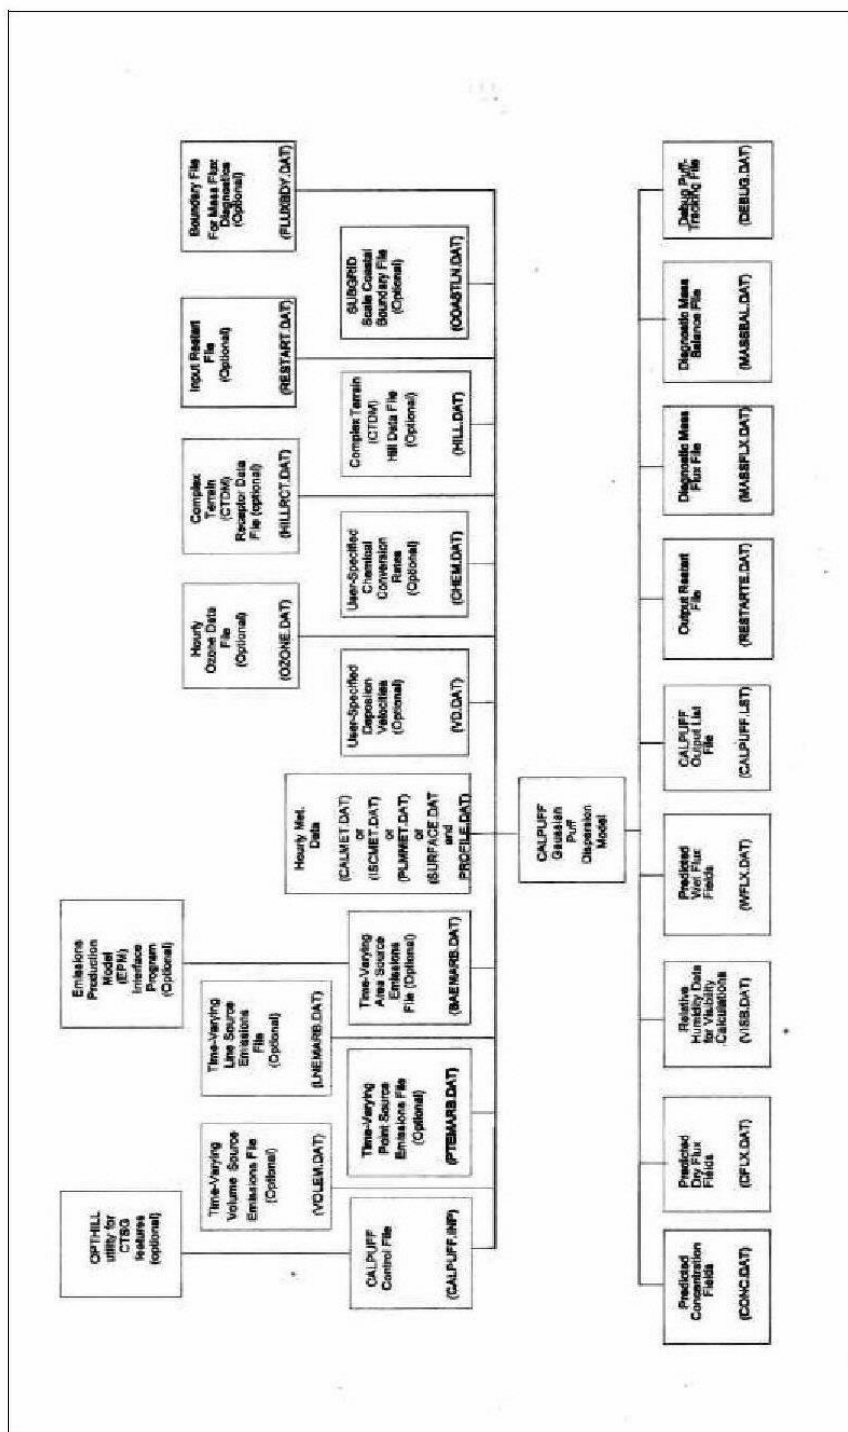 OPTHILL
utility for
CTSG
features
(optional)
Emissions
Production
Model
(EPM)
Interface
Program
(Optional)
Time-Varying
Volume Source
Emissions File
(Optional)
(VOLEM.DAT)
Time-Varying
Line Source
Emissions
File
(Optional)
(LNEMARB.DAT)
Hourly
Ozone Data
File
(Optional)
(OZONE.DAT)
Complex
Terrain
(CTDM)
Receptor Data
File (optional)
(HILLRCT.DAT)
Input Restart
File
(Optional)
(RESTART.DAT)
Boundary File
For Mass Flux
Diagnostics
(Optional)
(FLUXBDY.DAT)
CALPUFF
Control File
(CALPUFF.INP)
Time-Varying
Point Source
Emissions File
(Optional)
(PTEMARB.DAT)
Time-Varying
Area Source
Emissions
File (Optional)
(BAEMARB.DAT)
Hourly Met.
Data
(CALMET.DAT)
or
(ISCMET.DAT)
or
(PLMMET.DAT)
or
(SURFACE.DAT
and
PROFILE.DAT)
User-Specified
Deposition
Velocities
(Optional)
(VD.DAT)
User-Specified
Chemical
Conversion
Rates
(Optional)
(CHEM.DAT)
Complex Terrain
(CTDM)
Hill Data File
(Optional)
(HILL.DAT)
SUBGRID
Scale Coastal
Boundary File
(Optional)
(COASTLN.DAT)
CALPUFF
Gaussian
Puff
Dispersion
Model
Predicted
Concentration
Fields
(CONC.DAT)
Predicted
Dry Flux
Fields
(DFLX.DAT)
Relative
Humidity Data
for Visibility
Calculations
(VISB.DAT)
Predicted
Wet Flux
Fields
(WFLX.DAT)
CALPUFF
Output List
File
(CALPUFF.LST)
Output Restart
File
(RESTARTE.DAT)
Diagnostic Mass
Flux File
(MASSFLX.DAT)
Diagnostic Mass
Balance File
(MASSBAL.DAT)
Debug Puff-
Tracking File
(DEBUG.DAT)